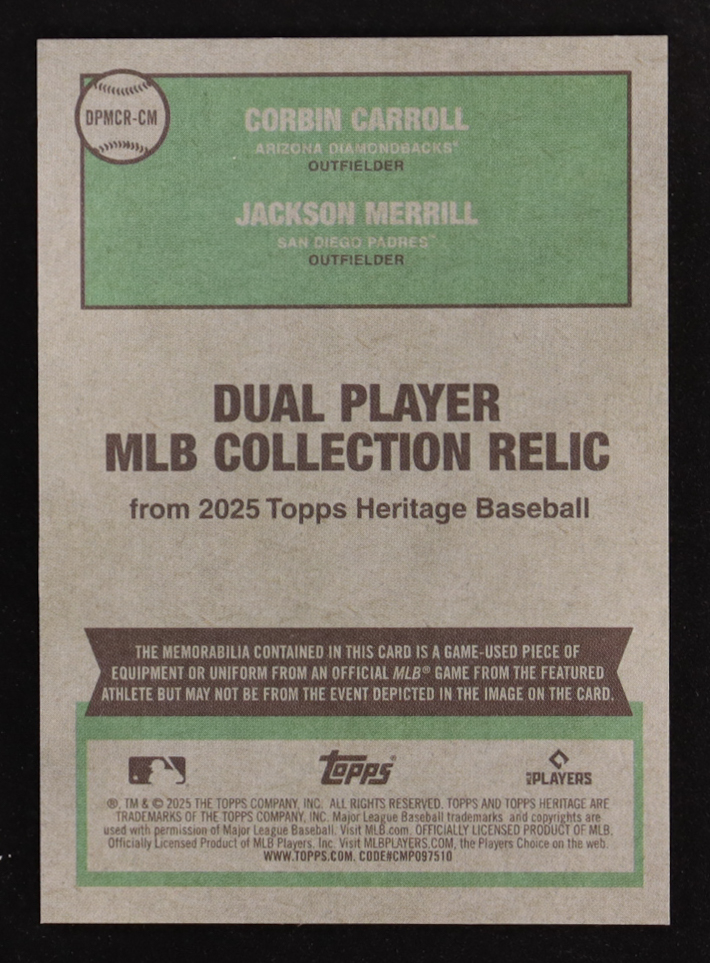 DPMCR-CM
CORBIN CARROLL
ARIZONA DIAMONDBACKS™
OUTFIELDER
JACKSON MERRILL
SAN DIEGO PADRES™
OUTFIELDER
DUAL PLAYER
MLB COLLECTION RELIC
from 2025 Topps Heritage Baseball
THE MEMORABILIA CONTAINED IN THIS CARD IS A GAME-USED PIECE OF
EQUIPMENT OR UNIFORM FROM AN OFFICIAL MLB® GAME FROM THE FEATURED
ATHLETE BUT MAY NOT BE FROM THE EVENT DEPICTED IN THE IMAGE ON THE CARD.
Topps®
PLAYERS
®, TM & © 2025 THE TOPPS COMPANY, INC. ALL RIGHTS RESERVED. TOPPS AND TOPPS HERITAGE ARE
TRADEMARKS OF THE TOPPS COMPANY, INC. Major League Baseball trademarks and copyrights are
used with permission of Major League Baseball. Visit MLB.com. OFFICIALLY LICENSED PRODUCT OF MLB.
Officially Licensed Product of MLB Players, Inc. Visit MLBPLAYERS.COM, the Players Choice on the web.
WWW.TOPPS.COM. CODE#CMP097510